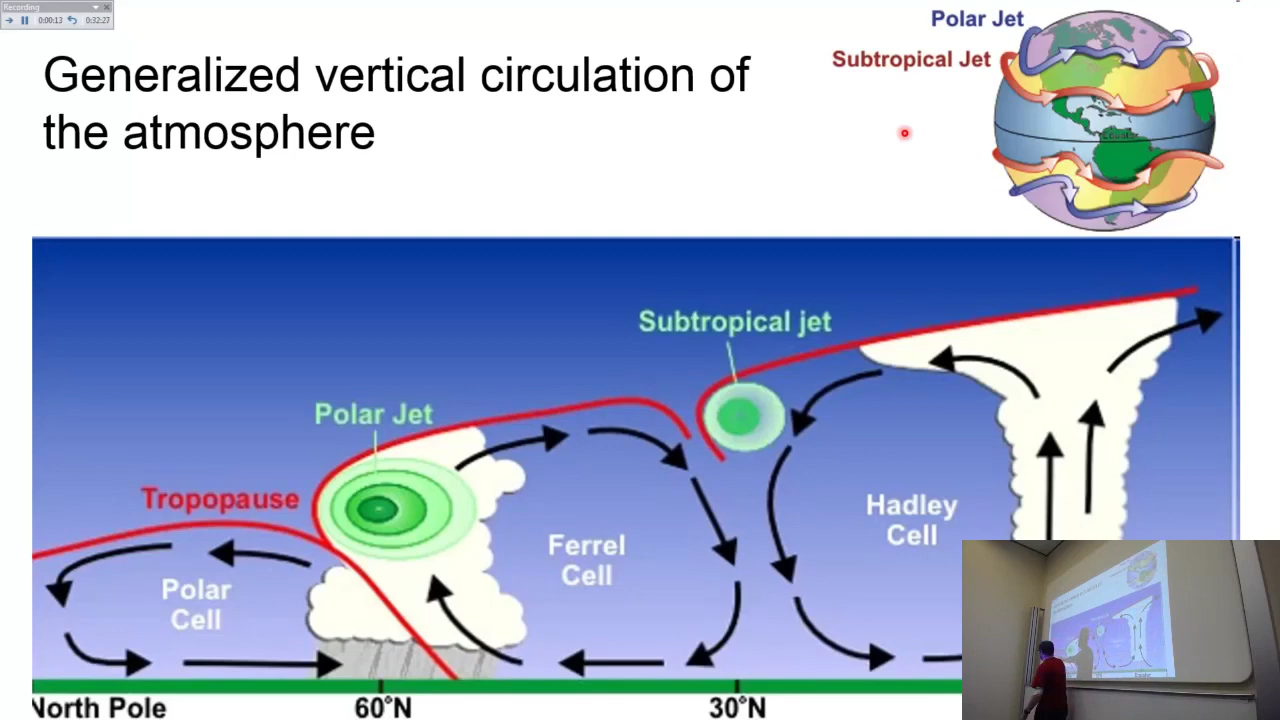 Recording
0:00:13
0:32:27
Generalized vertical circulation of
the atmosphere
Polar Jet
Subtropical Jet
Equator
Subtropical jet
Polar Jet
Tropopause
Hadley
Cell
Ferrel
Cell
Polar
Cell
North Pole
60°N
30°N